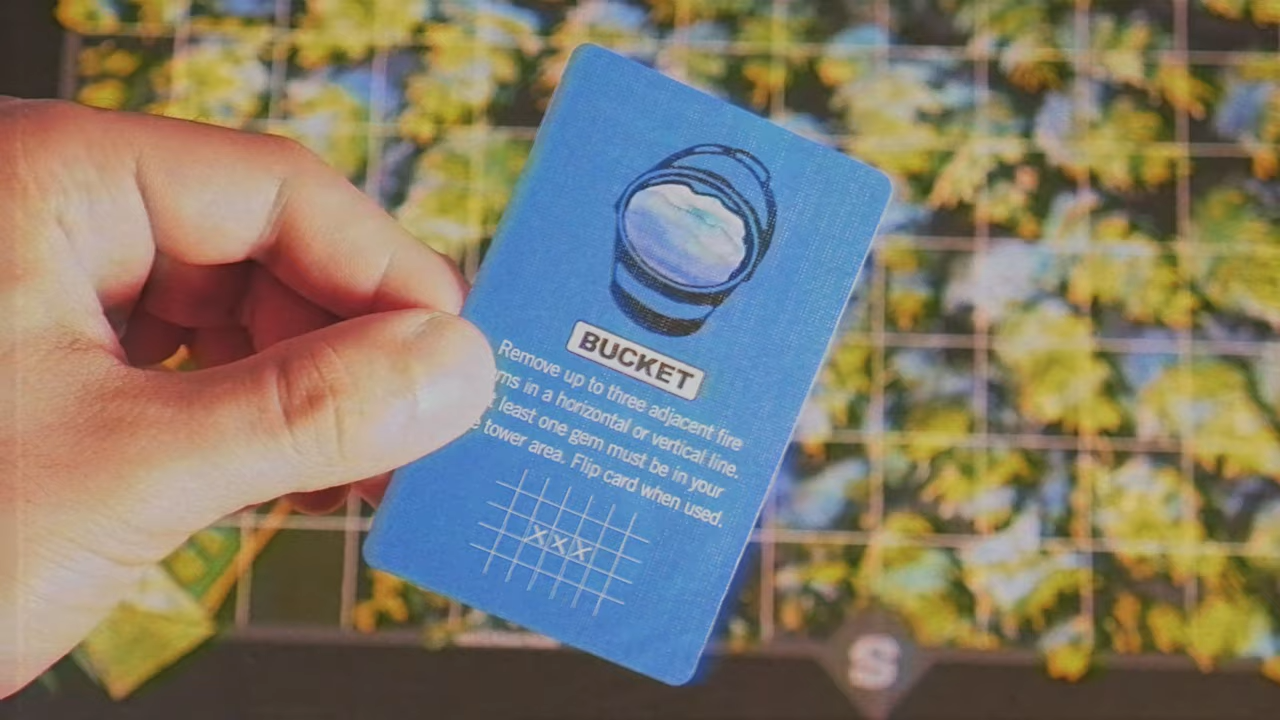 BUCKET
Remove up to three adjacent fire
ms in a horizontal or vertical line.
least one gem must be in your
tower area. Flip card when used.
XXX
S